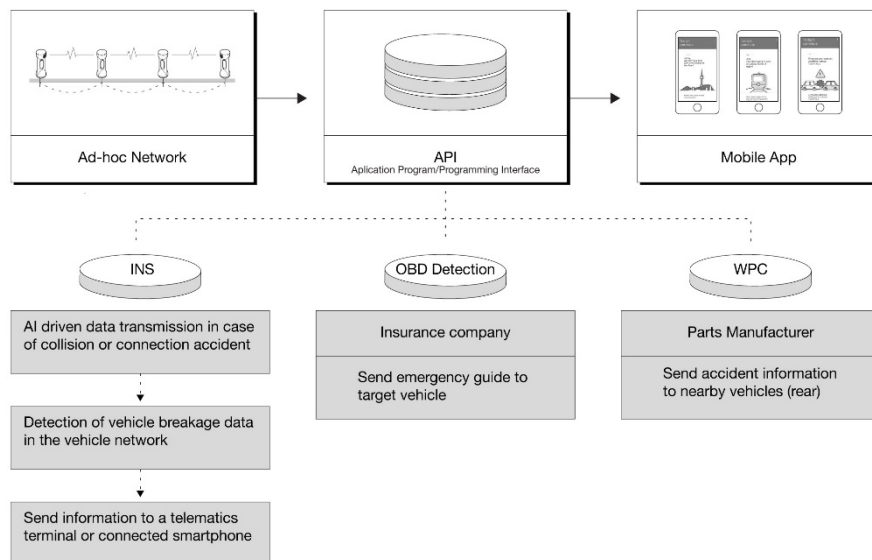 Ad-hoc Network
API
Aplication Program/Programming Interface
Mobile App
INS
OBD Detection
WPC
AI driven data transmission in case
of collision or connection accident
Detection of vehicle breakage data
in the vehicle network
Send information to a telematics
terminal or connected smartphone
Insurance company
Send emergency guide to
target vehicle
Parts Manufacturer
Send accident information
to nearby vehicles (rear)